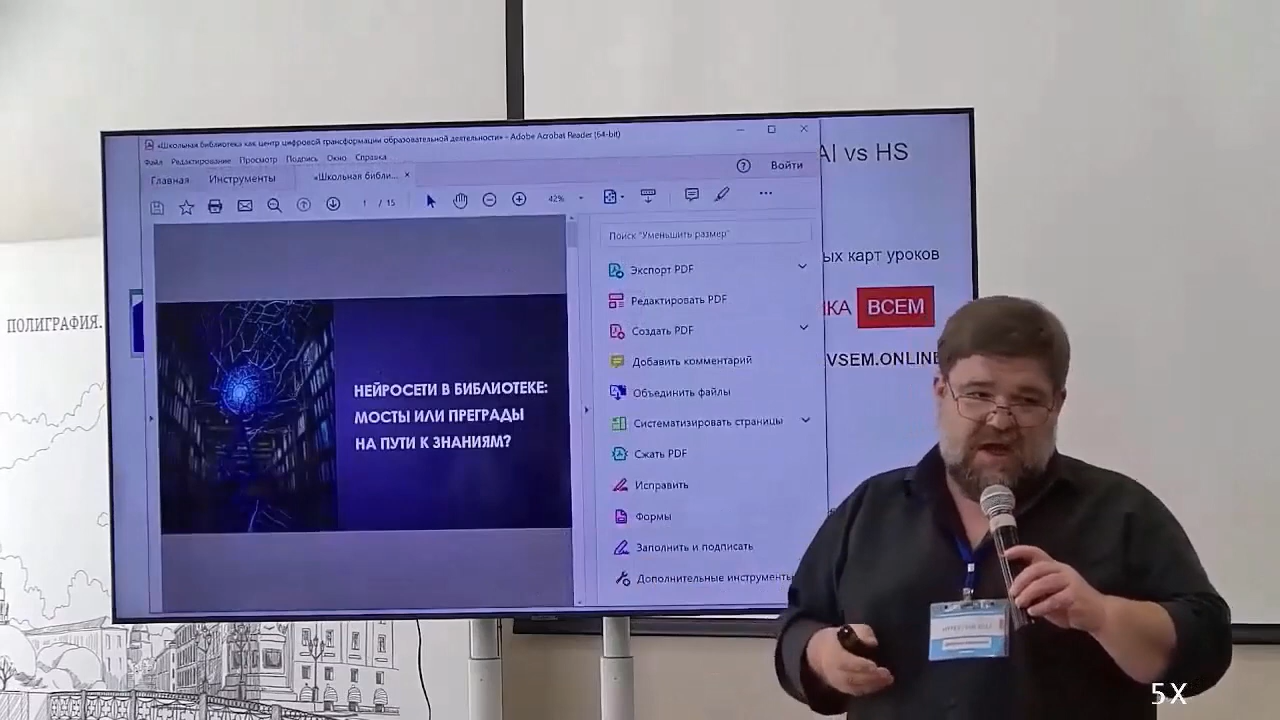 «Школьная библиотека как центр цифровой трансформации образовательной деятельности» - Adobe Acrobat Reader (64-bit)
Файл Редактирование Просмотр Подпись Окно Справка
Главная Инструменты «Школьная библи... × Войти
1 / 15 42%
Поиск "Уменьшить размер"
Экспорт PDF
Редактировать PDF
Создать PDF
Добавить комментарий
Объединить файлы
Систематизировать страницы
Сжать PDF
Исправить
Формы
Заполнить и подписать
Дополнительные инструменты
НЕЙРОСЕТИ В БИБЛИОТЕКЕ:
МОСТЫ ИЛИ ПРЕГРАДЫ
НА ПУТИ К ЗНАНИЯМ?
AI vs HS
ых карт уроков
КА ВСЕМ
VSEM.ONLINE
ПОЛИГРАФИЯ.
5X